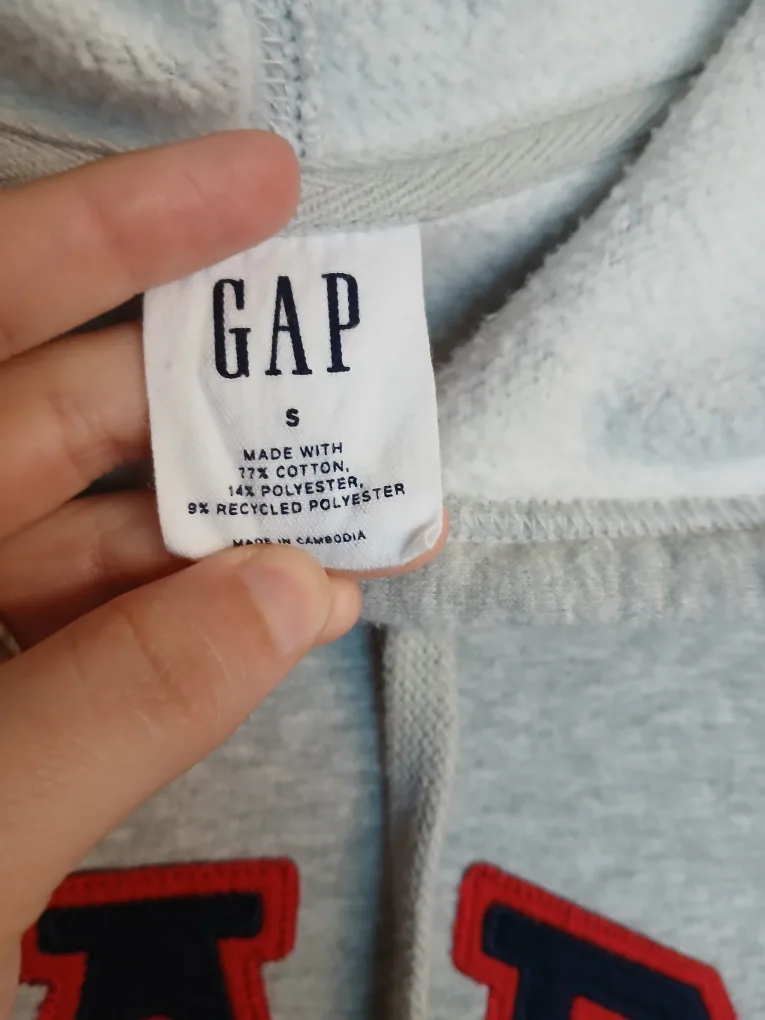 GAP
S
MADE WITH
77% COTTON,
14% POLYESTER,
9% RECYCLED POLYESTER
MADE IN CAMBODIA